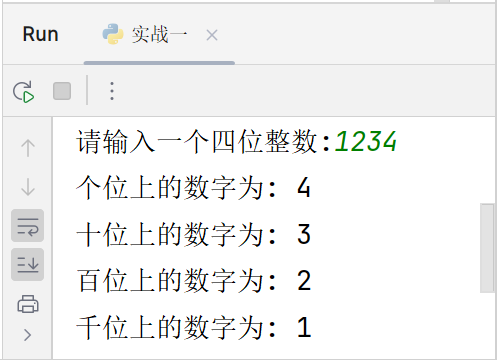 Run 实战一
请输入一个四位整数:1234
个位上的数字为: 4
十位上的数字为: 3
百位上的数字为: 2
千位上的数字为: 1